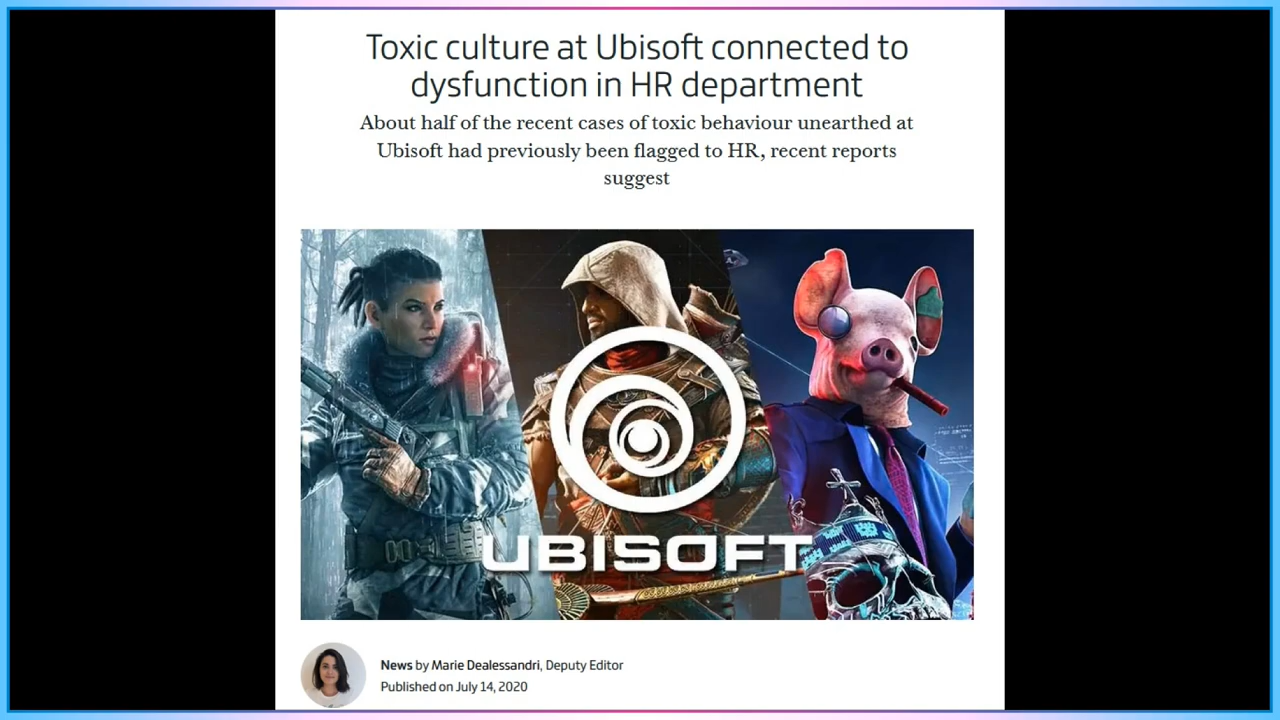 Toxic culture at Ubisoft connected to
dysfunction in HR department
About half of the recent cases of toxic behaviour unearthed at
Ubisoft had previously been flagged to HR, recent reports
suggest
UBISOFT
News by Marie Dealessandri, Deputy Editor
Published on July 14, 2020